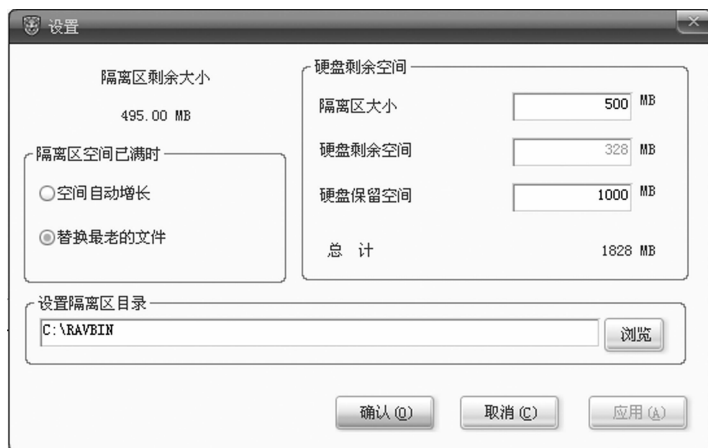 设置
隔离区剩余大小
495.00 MB
隔离区空间已满时
空间自动增长
替换最老的文件
硬盘剩余空间
隔离区大小 500 MB
硬盘剩余空间 328 MB
硬盘保留空间 1000 MB
总 计 1828 MB
设置隔离区目录
C:\RAVBIN 浏览
确认(O) 取消(C) 应用(A)